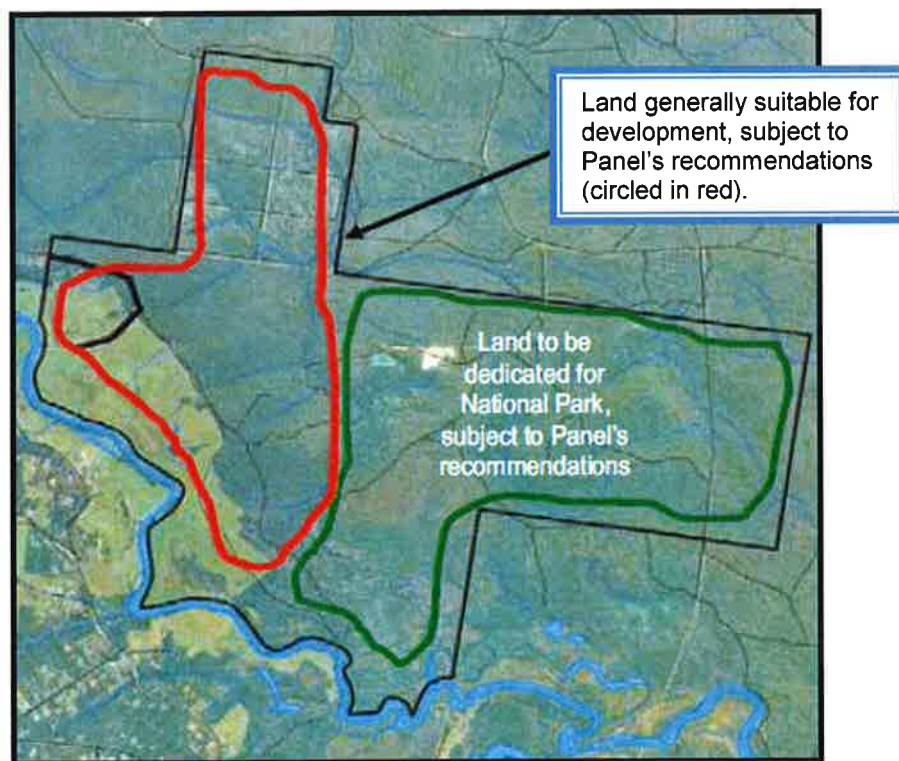 Land generally suitable for
development, subject to
Panel's recommendations
(circled in red).
Land to be
dedicated for
National Park,
subject to Panel's
recommendations